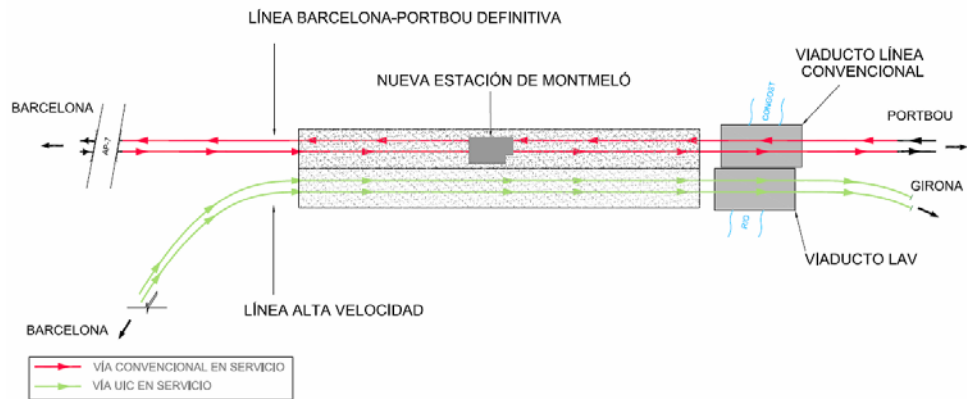 LÍNEA BARCELONA-PORTBOU DEFINITIVA
VIADUCTO LÍNEA
CONVENCIONAL
NUEVA ESTACIÓN DE MONTMELÓ
BARCELONA
CONGOST
PORTBOU
AP-7
GIRONA
RIO
VIADUCTO LAV
LÍNEA ALTA VELOCIDAD
BARCELONA
VÍA CONVENCIONAL EN SERVICIO
VÍA UIC EN SERVICIO